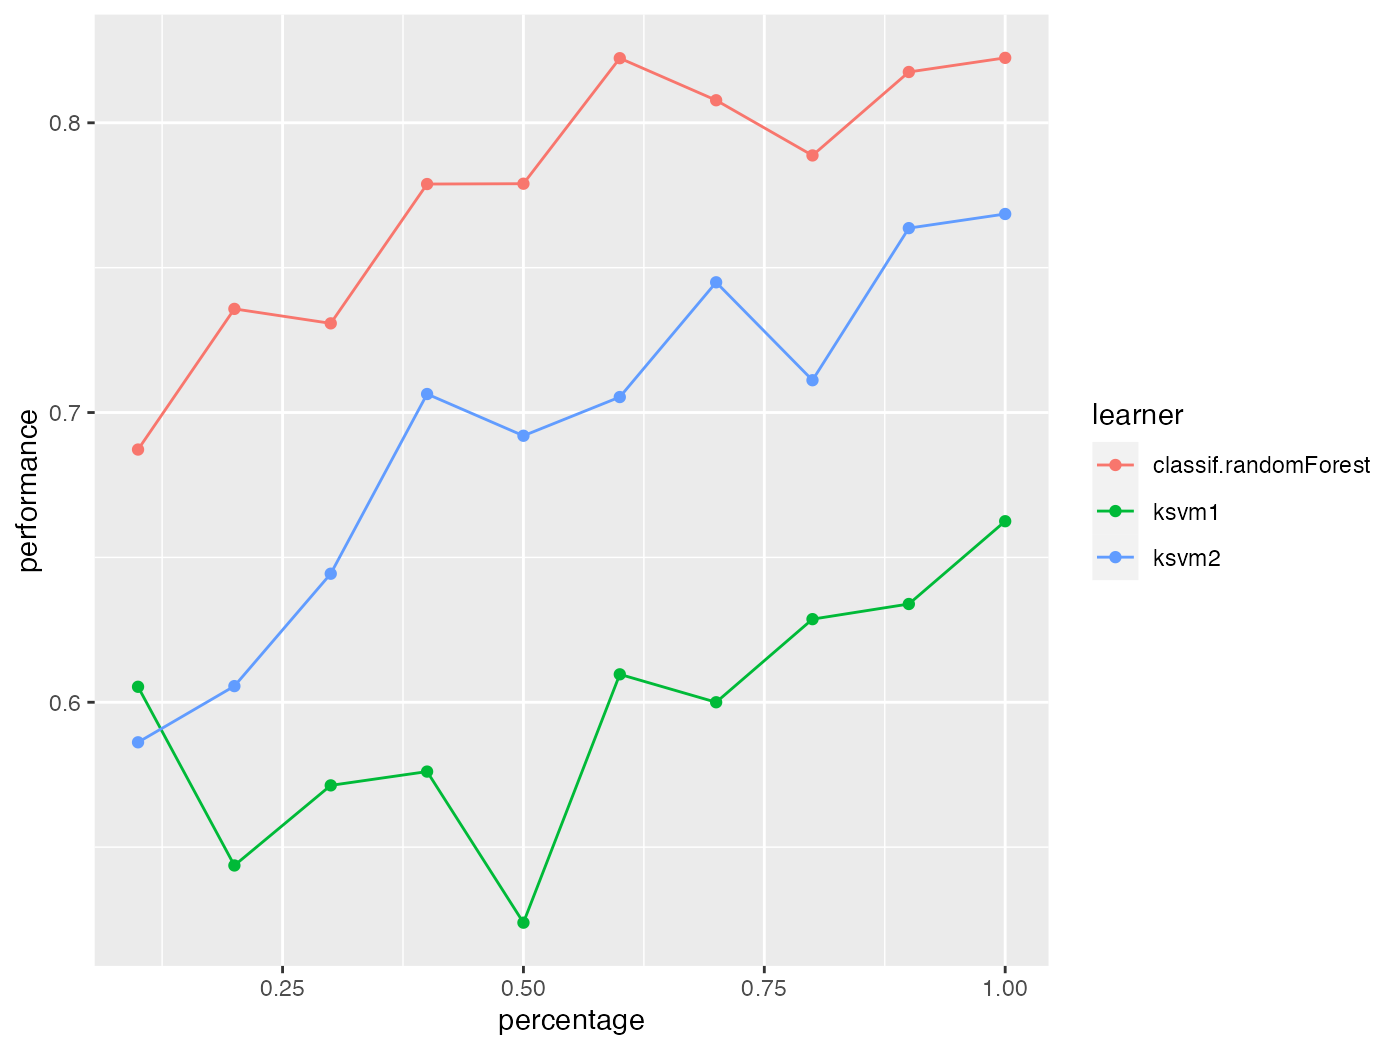 0.8
0.7
0.6
performance
0.25 0.50 0.75 1.00
percentage
learner
classif.randomForest
ksvm1
ksvm2